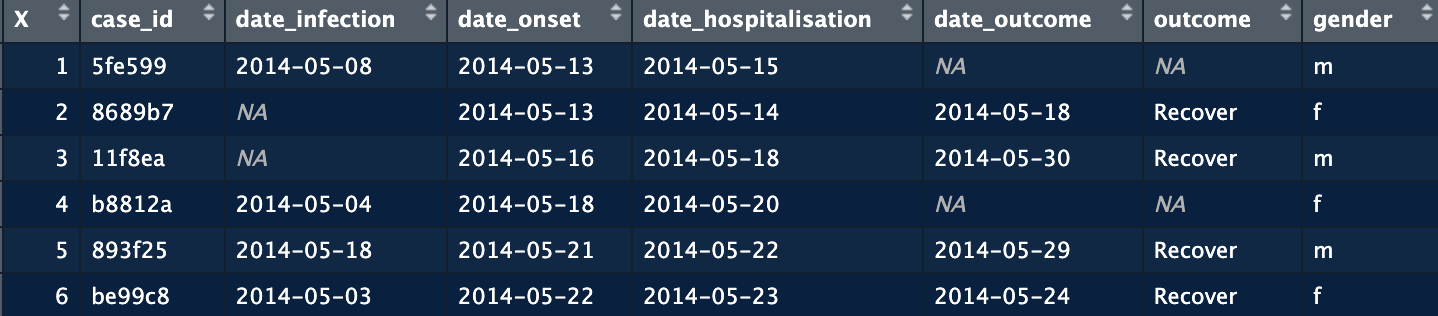 X case_id date_infection date_onset date_hospitalisation date_outcome outcome gender
1 5fe599 2014-05-08 2014-05-13 2014-05-15 NA NA m
2 8689b7 NA 2014-05-13 2014-05-14 2014-05-18 Recover f
3 11f8ea NA 2014-05-16 2014-05-18 2014-05-30 Recover m
4 b8812a 2014-05-04 2014-05-18 2014-05-20 NA NA f
5 893f25 2014-05-18 2014-05-21 2014-05-22 2014-05-29 Recover m
6 be99c8 2014-05-03 2014-05-22 2014-05-23 2014-05-24 Recover f